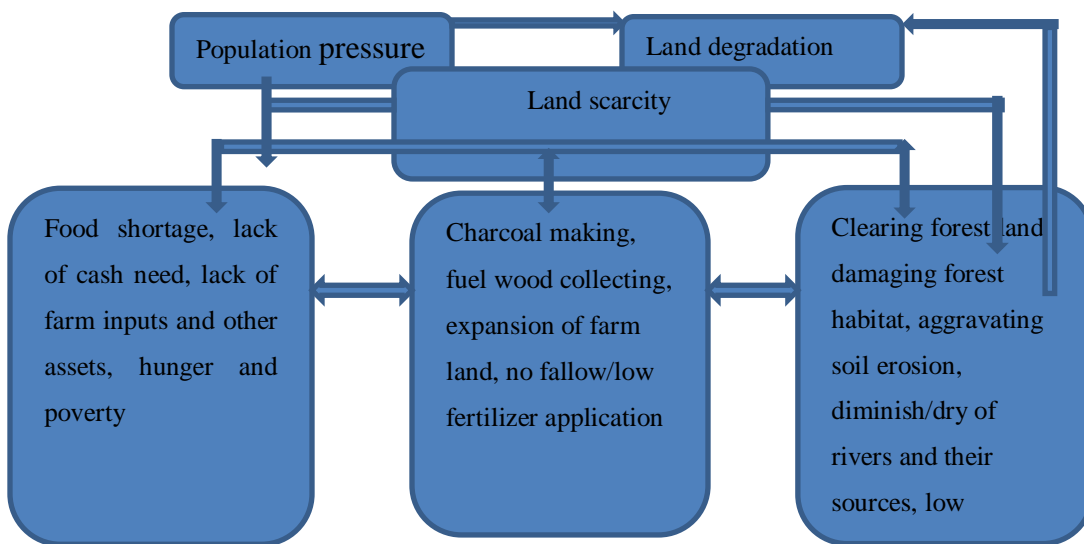 Population pressure
Land degradation
Land scarcity
Food shortage, lack
of cash need, lack of
farm inputs and other
assets, hunger and
poverty
Charcoal making,
fuel wood collecting,
expansion of farm
land, no fallow/low
fertilizer application
Clearing forest land
damaging forest
habitat, aggravating
soil erosion,
diminish/dry of
rivers and their
sources, low